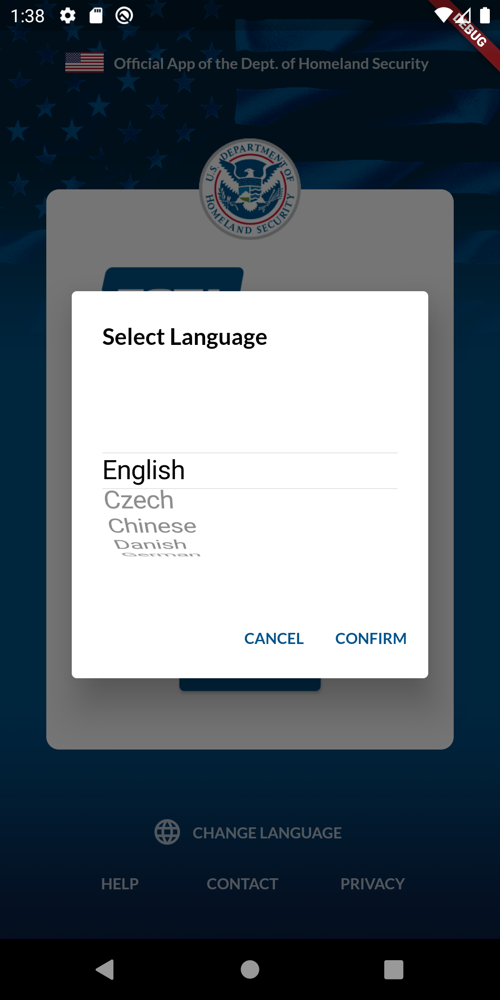 1:38
DEBUG
Official App of the Dept. of Homeland Security
U.S. DEPARTMENT OF
HOMELAND SECURITY
Select Language
English
Czech
Chinese
Danish
German
CANCEL
CONFIRM
CHANGE LANGUAGE
HELP
CONTACT
PRIVACY